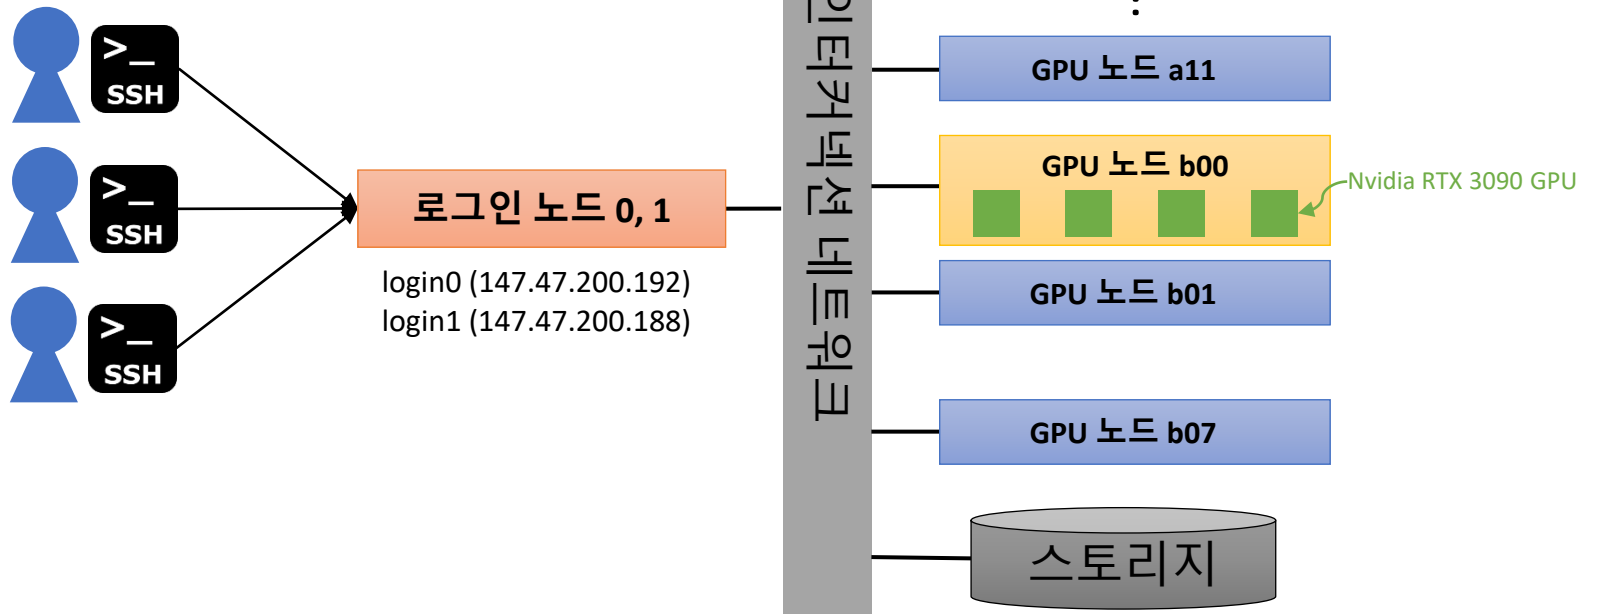 >_
SSH
>_
SSH
>_
SSH
로그인 노드 0, 1
login0 (147.47.200.192)
login1 (147.47.200.188)
인터커넥션 네트워크
⋮
GPU 노드 a11
GPU 노드 b00
Nvidia RTX 3090 GPU
GPU 노드 b01
GPU 노드 b07
스토리지